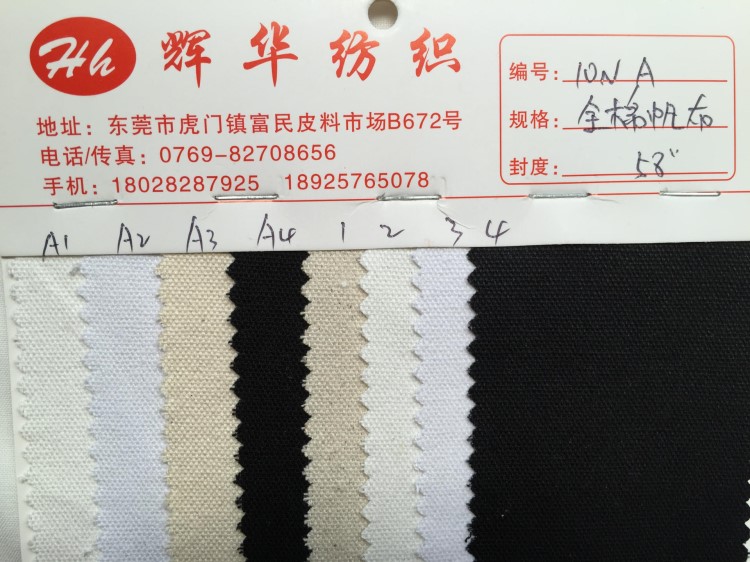 Hh 辉华纺织
地址：东莞市虎门镇富民皮料市场B672号
电话/传真：0769-82708656
手机：18028287925 18925765078
编号：10N A
规格：全棉帆布
封度：58"
A1 A2 A3 A4 1 2 3 4